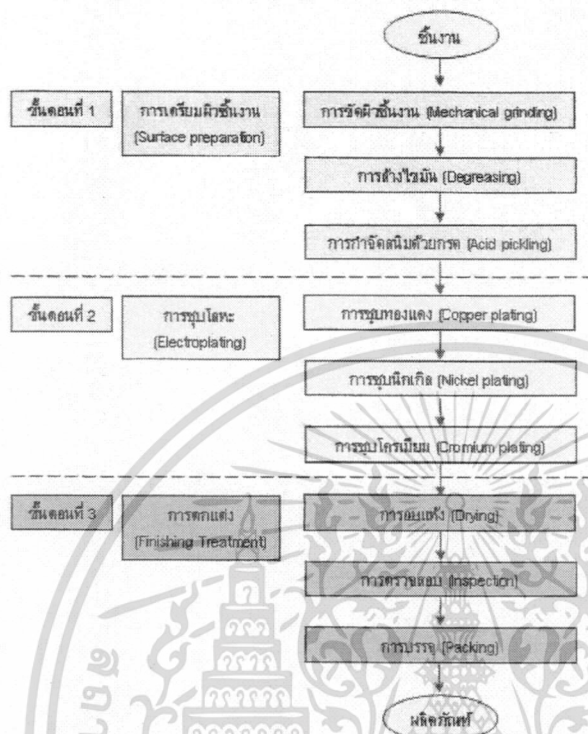 ชิ้นงาน
ขั้นตอนที่ 1
การเตรียมผิวชิ้นงาน
(Surface preparation)
การขัดผิวชิ้นงาน (Mechanical grinding)
การล้างไขมัน (Degreasing)
การกำจัดสนิมด้วยกรด (Acid pickling)
ขั้นตอนที่ 2
การชุบโลหะ
(Electroplating)
การชุบทองแดง (Copper plating)
การชุบนิกเกิล (Nickel plating)
การชุบโครเมียม (Cromium plating)
ขั้นตอนที่ 3
การตกแต่ง
(Finishing Treatment)
การอบแห้ง (Drying)
การตรวจสอบ (Inspection)
การบรรจุ (Packing)
ผลิตภัณฑ์